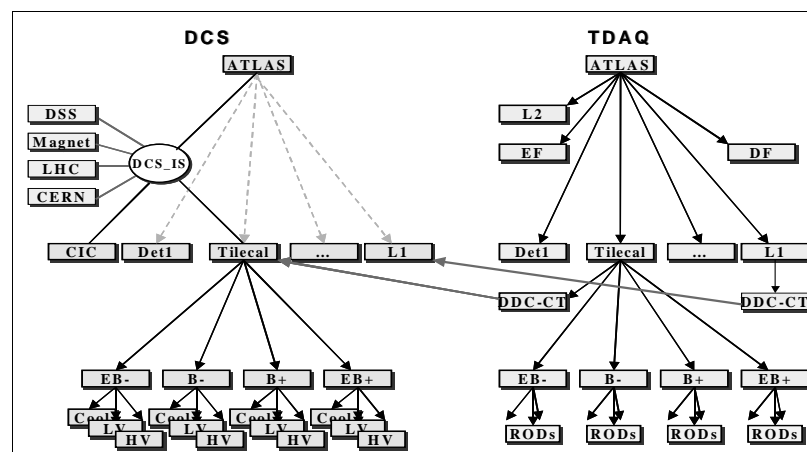 DCS TDAQ
ATLAS ATLAS
DSS L2
Magnet EF DF
DCS_IS
LHC
CERN
CIC Det1 Tilecal ... L1 Det1 Tilecal ... L1
DDC-CT DDC-CT
EB- B- B+ EB+ EB- B- B+ EB+
Cool Cool Cool Cool
LV LV LV LV
HV HV HV HV RODs RODs RODs RODs